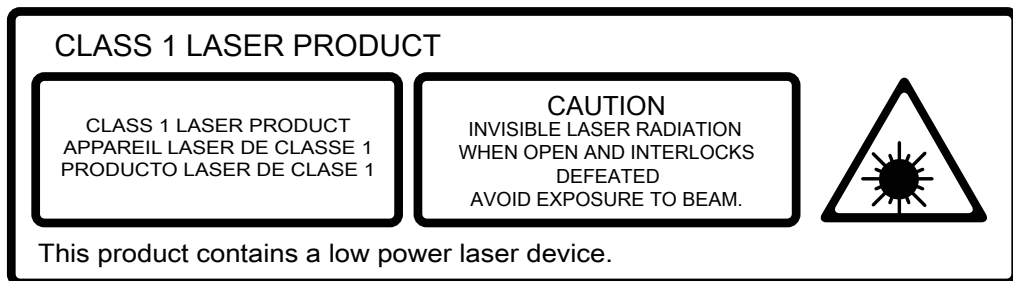 CLASS 1 LASER PRODUCT
CLASS 1 LASER PRODUCT
APPAREIL LASER DE CLASSE 1
PRODUCTO LASER DE CLASE 1
CAUTION
INVISIBLE LASER RADIATION
WHEN OPEN AND INTERLOCKS
DEFEATED
AVOID EXPOSURE TO BEAM.
This product contains a low power laser device.